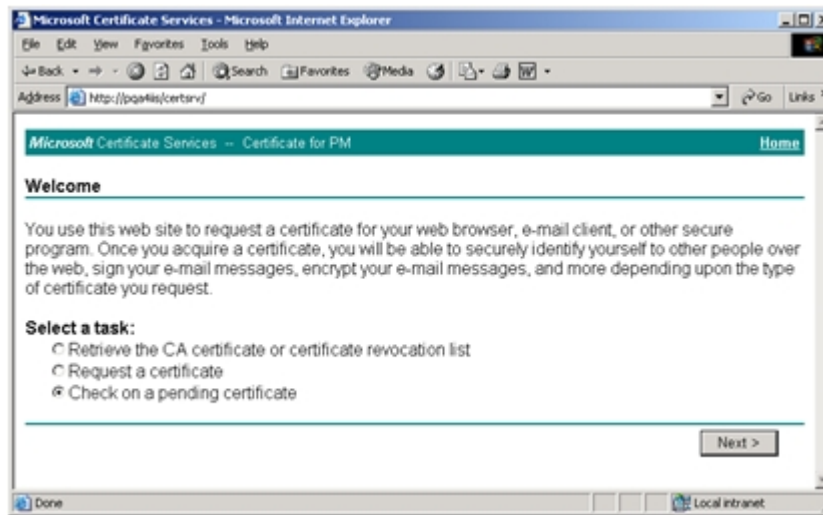 Microsoft Certificate Services - Microsoft Internet Explorer
File Edit View Favorites Tools Help
Back Search Favorites Media
Address http://pqa4iis/certsrv/ Go Links
Microsoft Certificate Services -- Certificate for PM Home
Welcome
You use this web site to request a certificate for your web browser, e-mail client, or other secure
program. Once you acquire a certificate, you will be able to securely identify yourself to other people over
the web, sign your e-mail messages, encrypt your e-mail messages, and more depending upon the type
of certificate you request.
Select a task:
Retrieve the CA certificate or certificate revocation list
Request a certificate
Check on a pending certificate
Next >
Done Local intranet